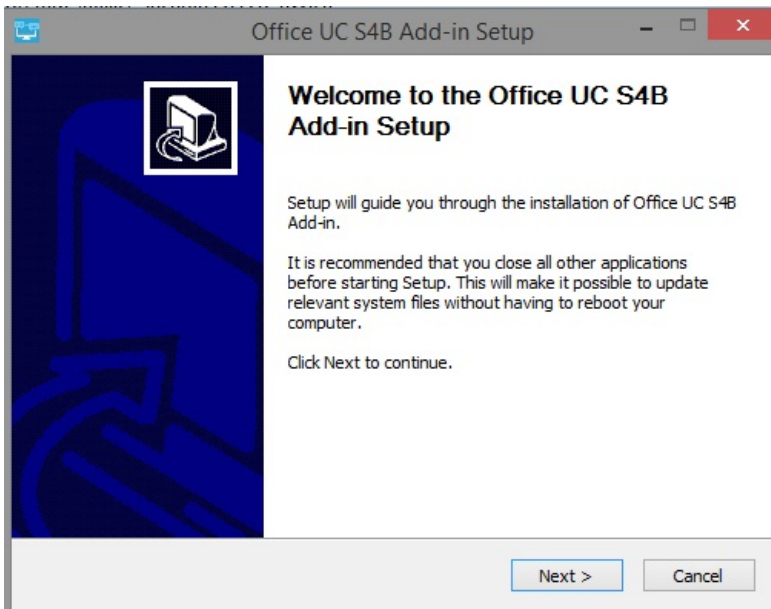 Office UC S4B Add-in Setup
Welcome to the Office UC S4B
Add-in Setup
Setup will guide you through the installation of Office UC S4B
Add-in.
It is recommended that you close all other applications
before starting Setup. This will make it possible to update
relevant system files without having to reboot your
computer.
Click Next to continue.
Next >
Cancel